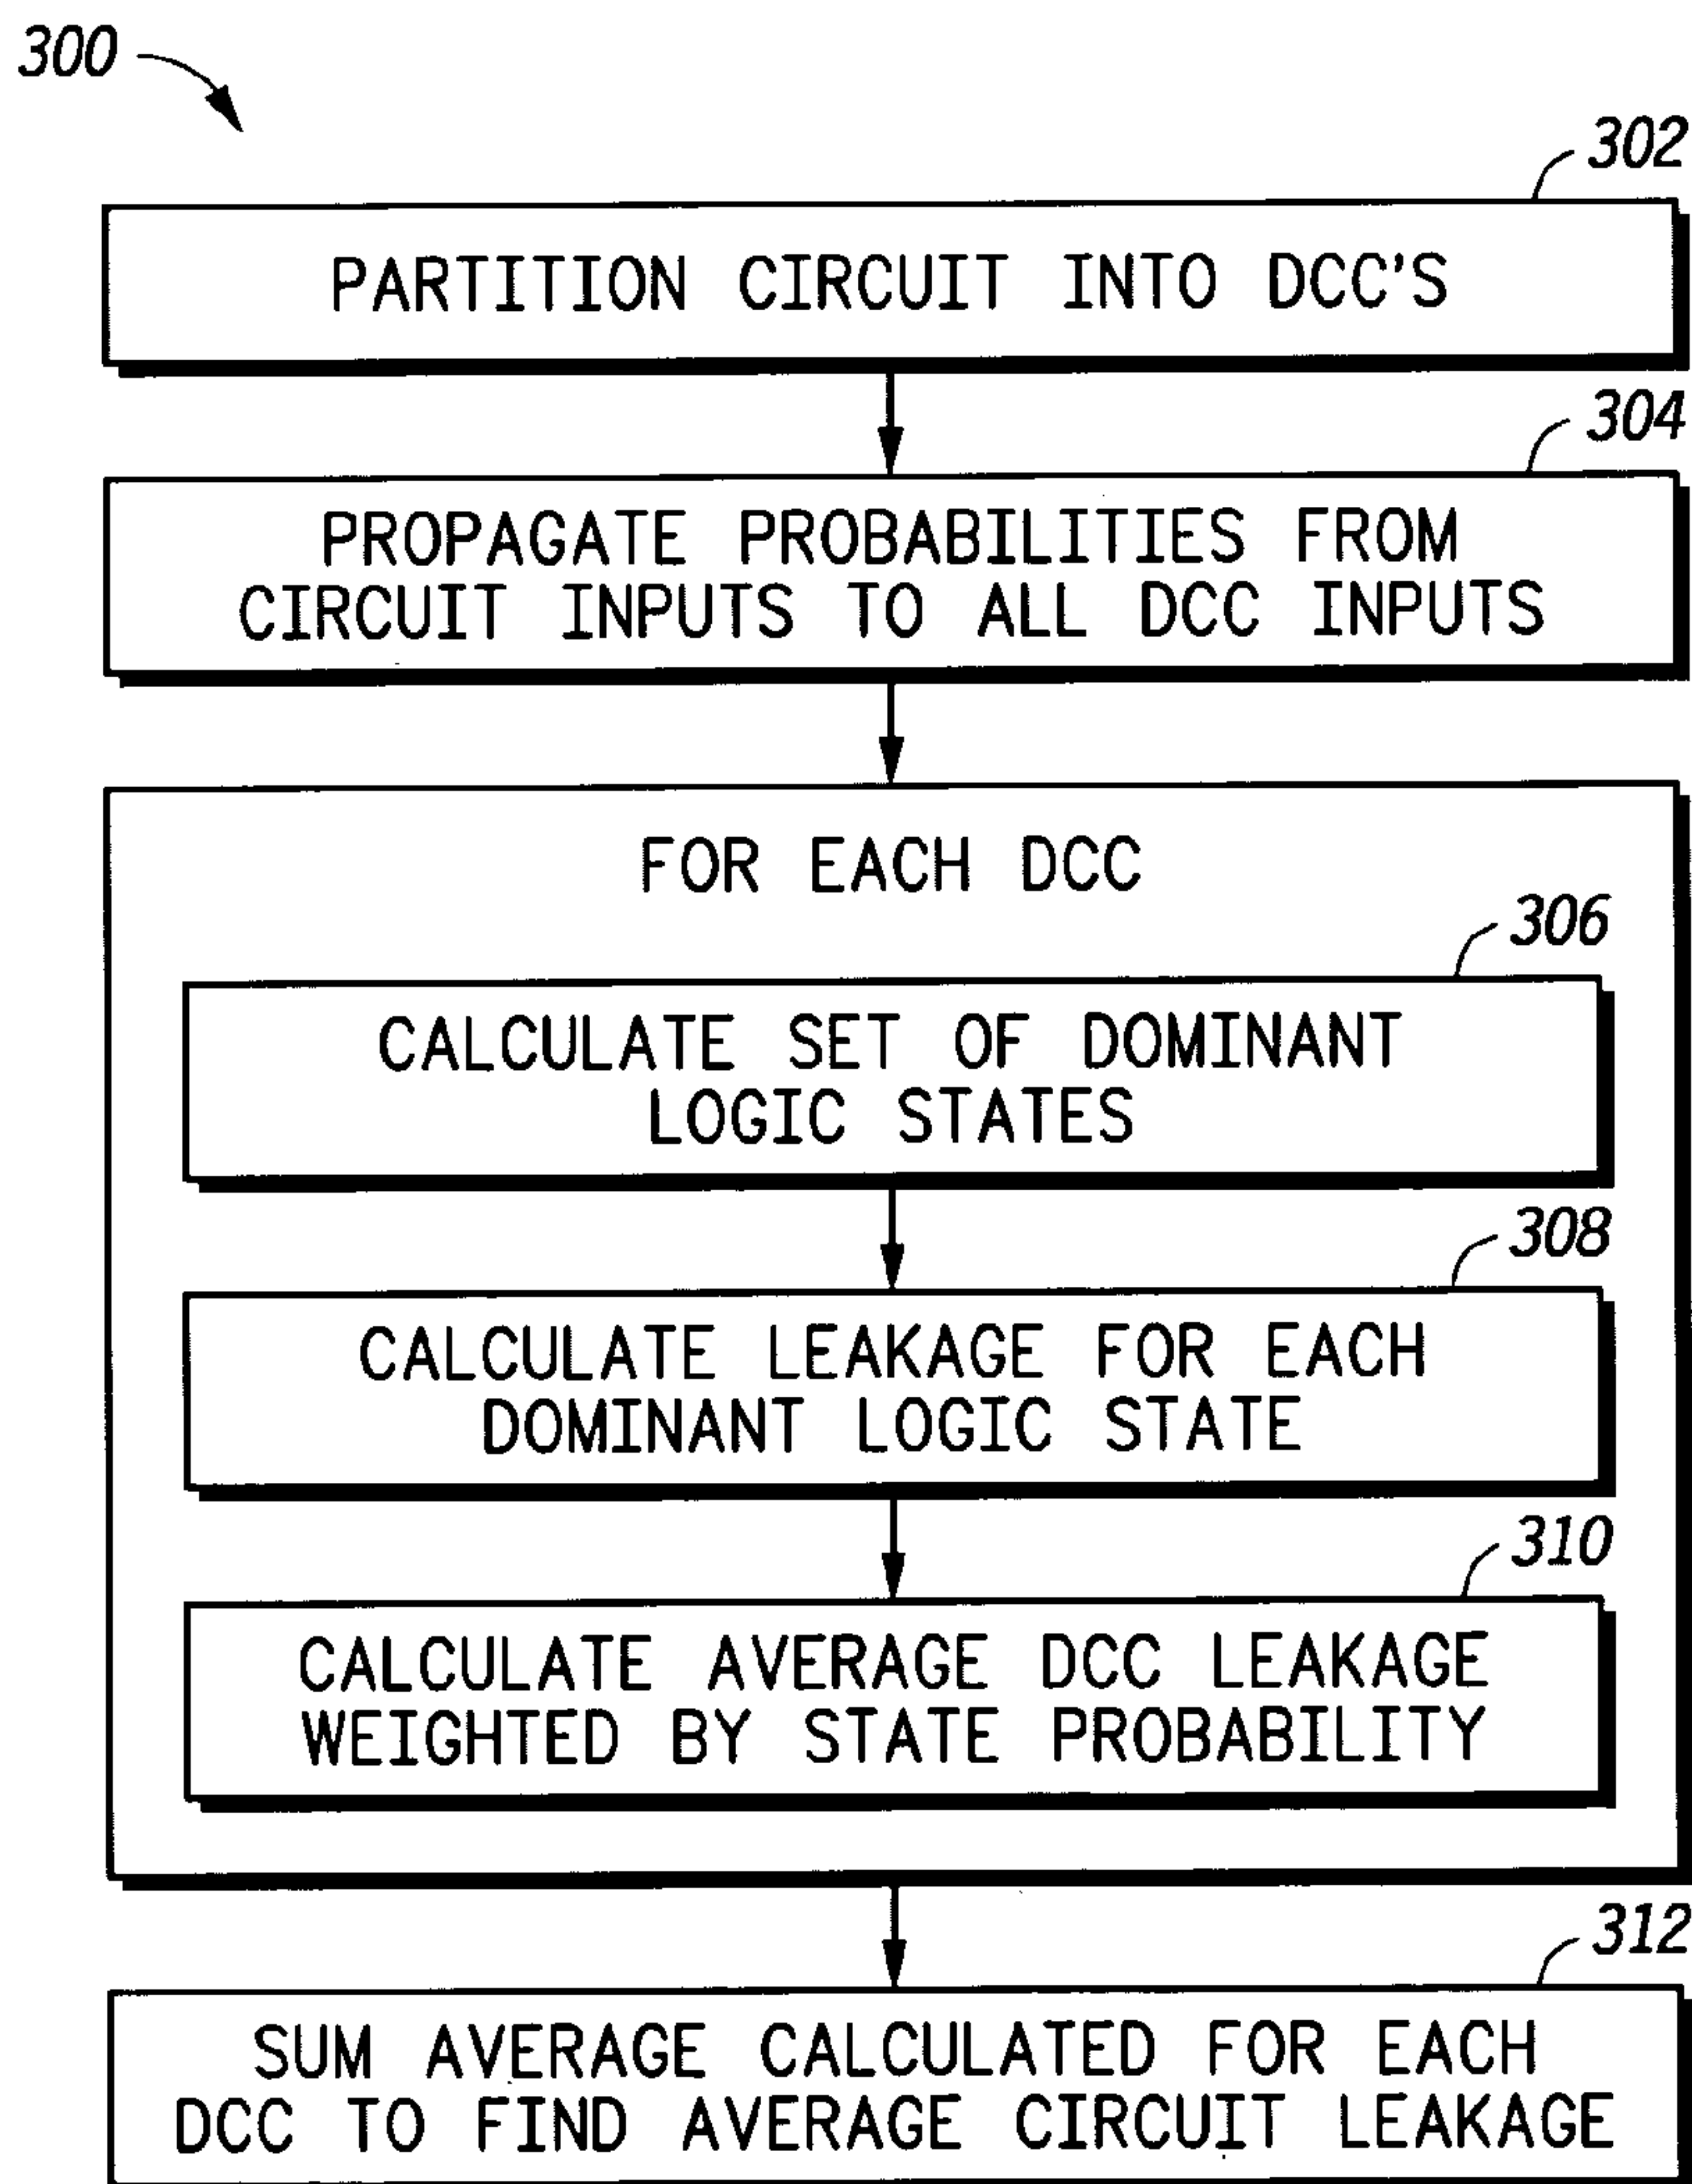 300
302
PARTITION CIRCUIT INTO DCC'S
304
PROPAGATE PROBABILITIES FROM
CIRCUIT INPUTS TO ALL DCC INPUTS
FOR EACH DCC
306
CALCULATE SET OF DOMINANT
LOGIC STATES
308
CALCULATE LEAKAGE FOR EACH
DOMINANT LOGIC STATE
310
CALCULATE AVERAGE DCC LEAKAGE
WEIGHTED BY STATE PROBABILITY
312
SUM AVERAGE CALCULATED FOR EACH
DCC TO FIND AVERAGE CIRCUIT LEAKAGE